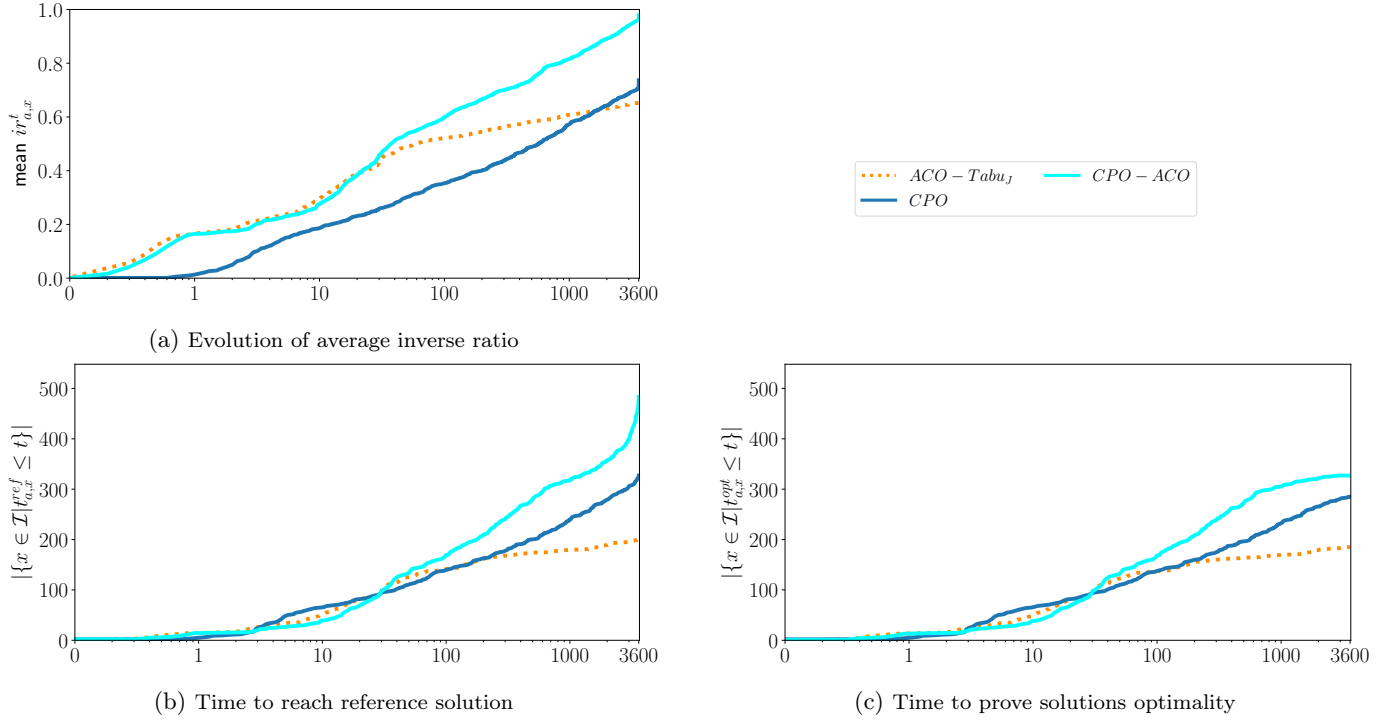 1.0
0.8
0.6
0.4
0.2
0.0
mean $ir^{t}_{a,x}$
0 1 10 100 1000 3600
(a) Evolution of average inverse ratio
ACO − Tabu_J CPO − ACO
CPO
500
400
300
200
100
0
|{x ∈ I|t^{ref}_{a,x} ≤ t}|
0 1 10 100 1000 3600
(b) Time to reach reference solution
500
400
300
200
100
0
|{x ∈ I|t^{opt}_{a,x} ≤ t}|
0 1 10 100 1000 3600
(c) Time to prove solutions optimality